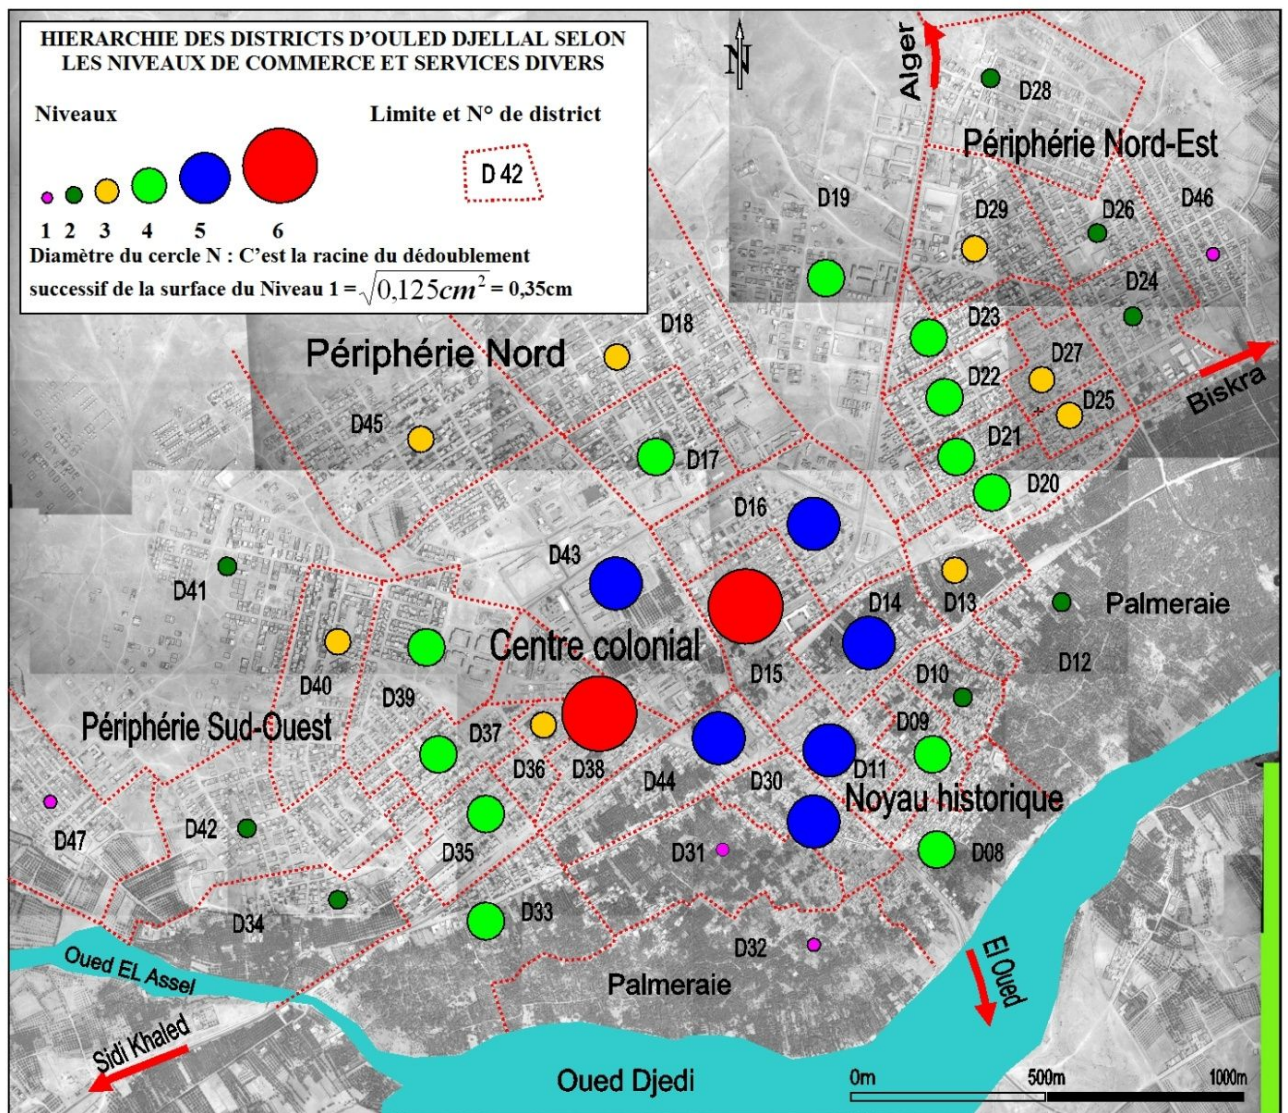 HIERARCHIE DES DISTRICTS D'OULED DJELLAL SELON
LES NIVEAUX DE COMMERCE ET SERVICES DIVERS
Niveaux
Limite et N° de district
D 42
1 2 3 4 5 6
Diamètre du cercle N : C'est la racine du dédoublement
successif de la surface du Niveau 1 = √0,125cm² = 0,35cm
N
Alger
D28
Périphérie Nord-Est
D19
D29
D26
D46
D24
D23
D18
Périphérie Nord
D27
D22
D25
Biskra
D45
D21
D17
D20
D16
D43
D41
D14
D13
Palmeraie
Centre colonial
D12
D15
D10
D40
D39
Périphérie Sud-Ouest
D37
D09
D36
D38
D44
D30
D11
Noyau historique
D47
D42
D35
D31
D08
D34
D33
D32
Oued EL Assel
Palmeraie
El Oued
Sidi Khaled
Oued Djedi
0m 500m 1000m